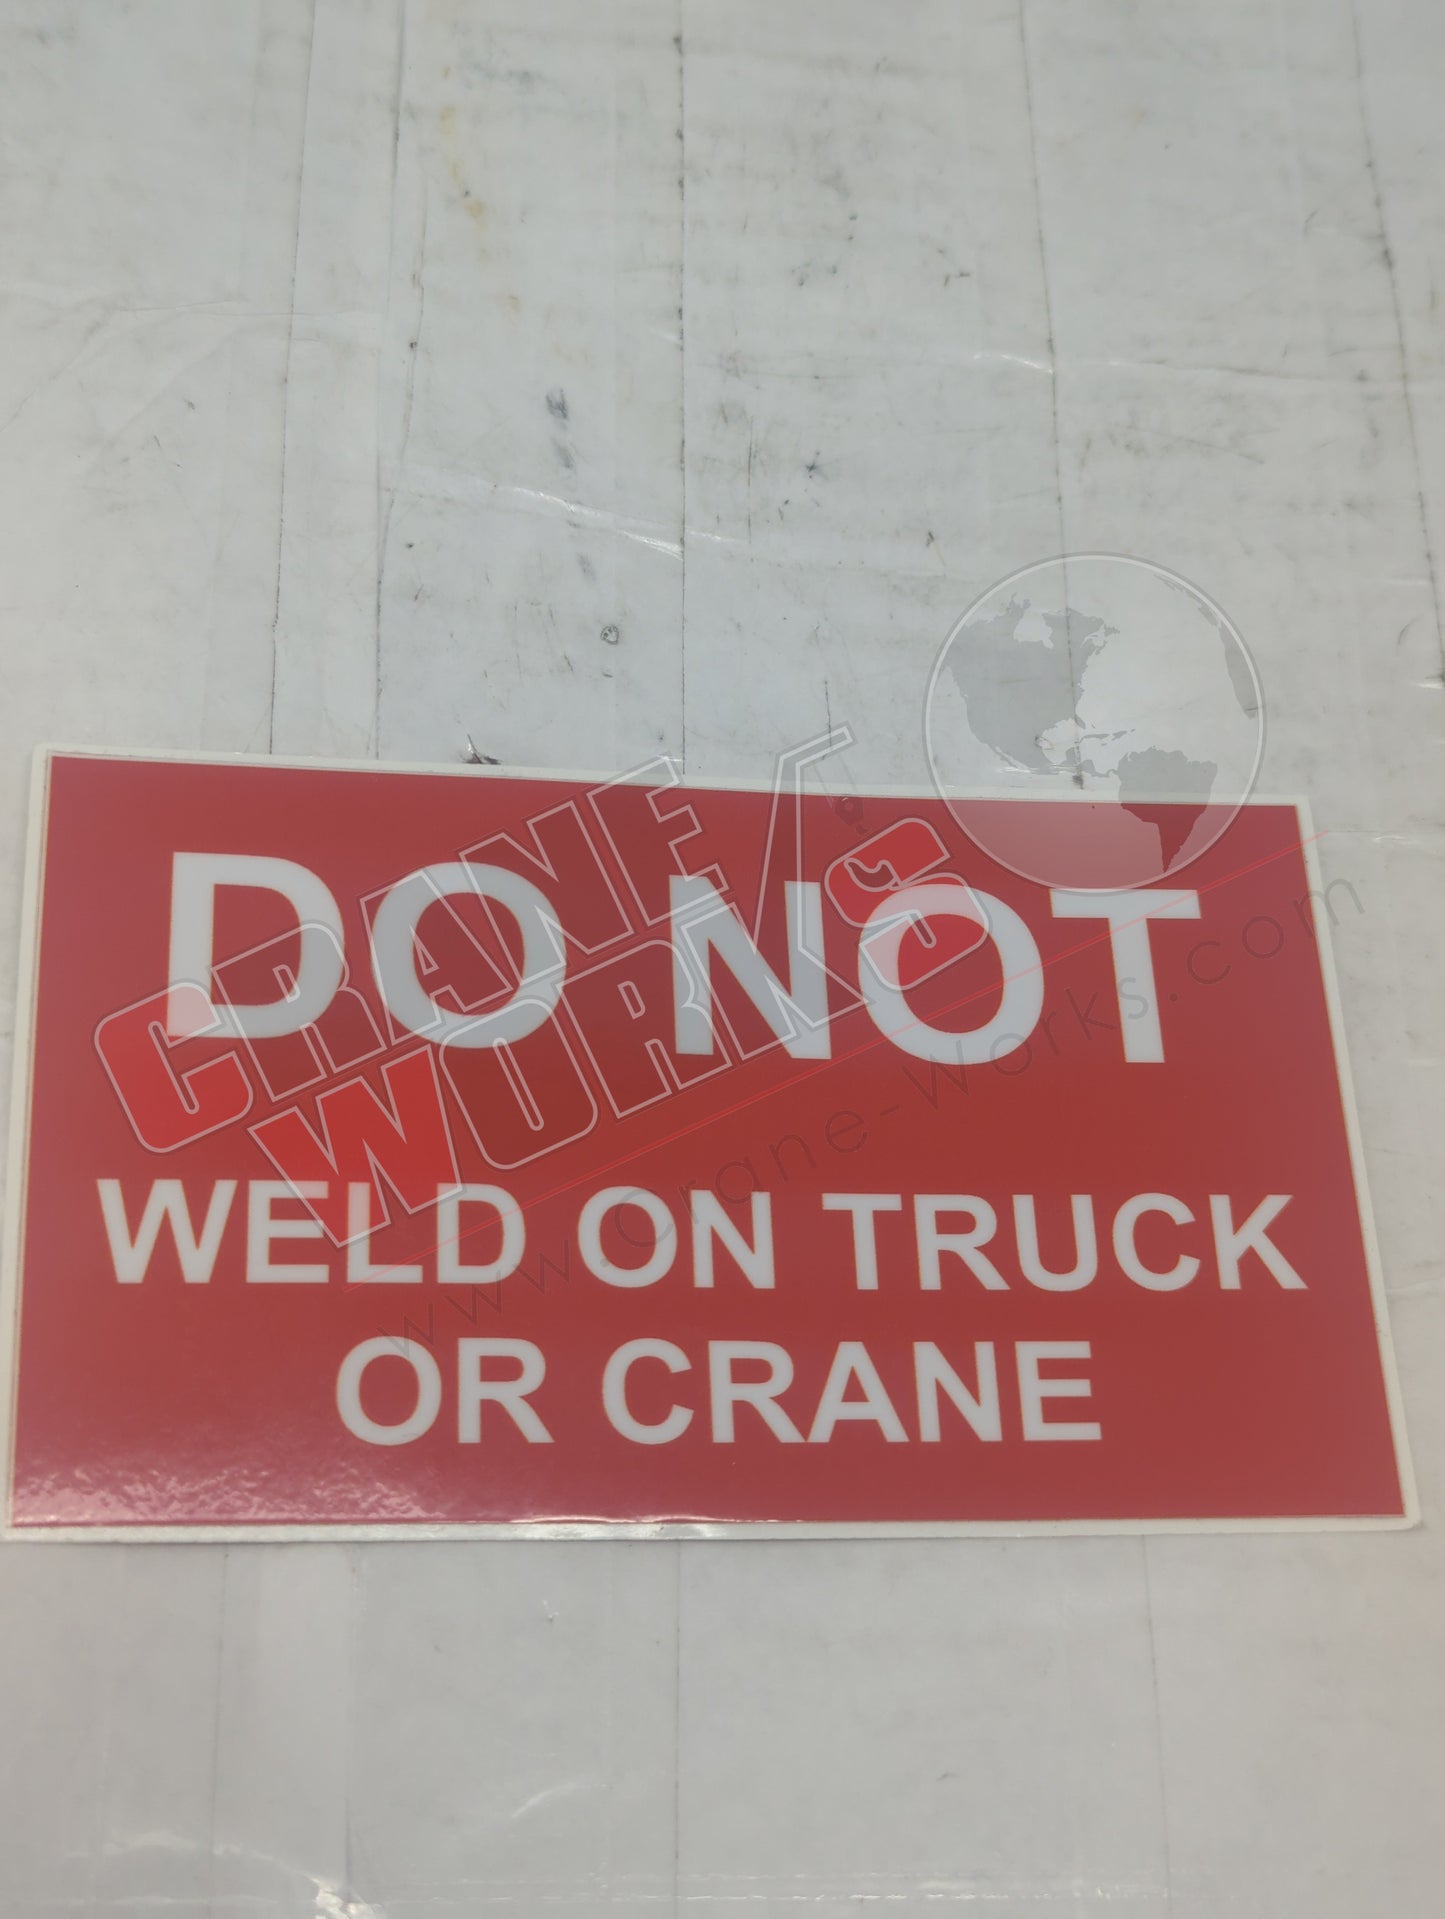 DO NOT
WELD ON TRUCK
OR CRANE
CRANE
WORKS
www.crane-works.com